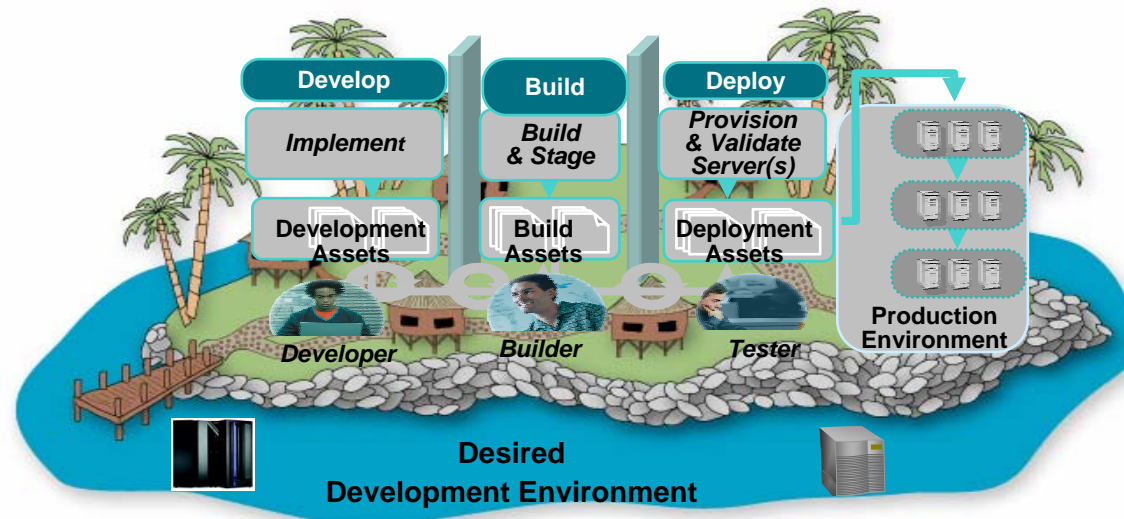 Develop
Build
Deploy
Implement
Build
& Stage
Provision
& Validate
Server(s)
Development
Assets
Build
Assets
Deployment
Assets
Production
Environment
Developer
Builder
Tester
Desired
Development Environment